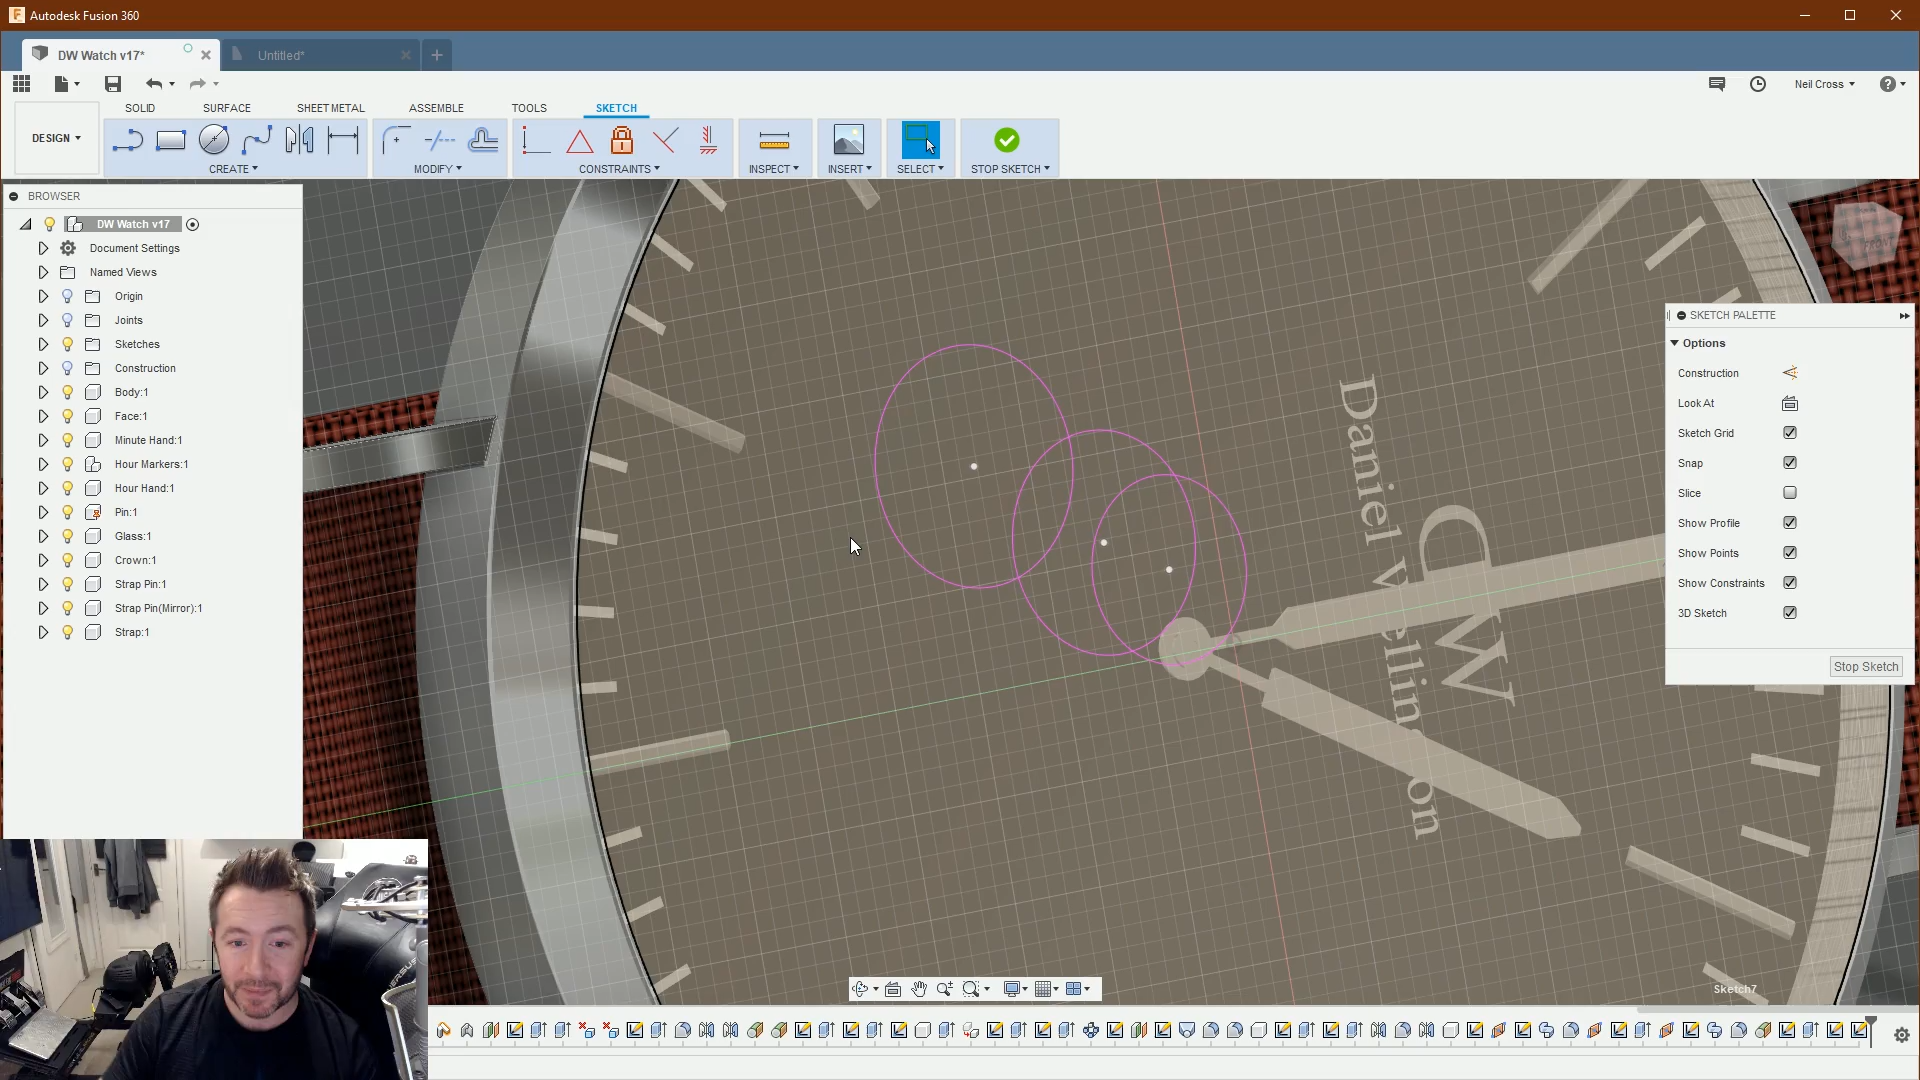 Autodesk Fusion 360
DW Watch v17*
Untitled*
Neil Cross
SOLID
SURFACE
SHEET METAL
ASSEMBLE
TOOLS
SKETCH
DESIGN
CREATE
MODIFY
CONSTRAINTS
INSPECT
INSERT
SELECT
STOP SKETCH
BROWSER
DW Watch v17
Document Settings
Named Views
Origin
Joints
Sketches
Construction
Body:1
Face:1
Minute Hand:1
Hour Markers:1
Hour Hand:1
Pin:1
Glass:1
Crown:1
Strap Pin:1
Strap Pin(Mirror):1
Strap:1
FRONT
SKETCH PALETTE
Options
Construction
Look At
Sketch Grid
Snap
Slice
Show Profile
Show Points
Show Constraints
3D Sketch
Stop Sketch
Daniel Wellington
Sketch7